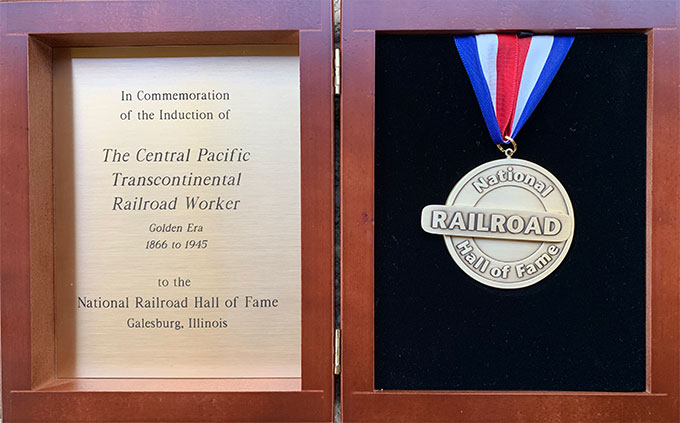 In Commemoration
of the Induction of
The Central Pacific
Transcontinental
Railroad Worker
Golden Era
1866 to 1945
to the
National Railroad Hall of Fame
Galesburg, Illinois
National
RAILROAD
Hall of Fame